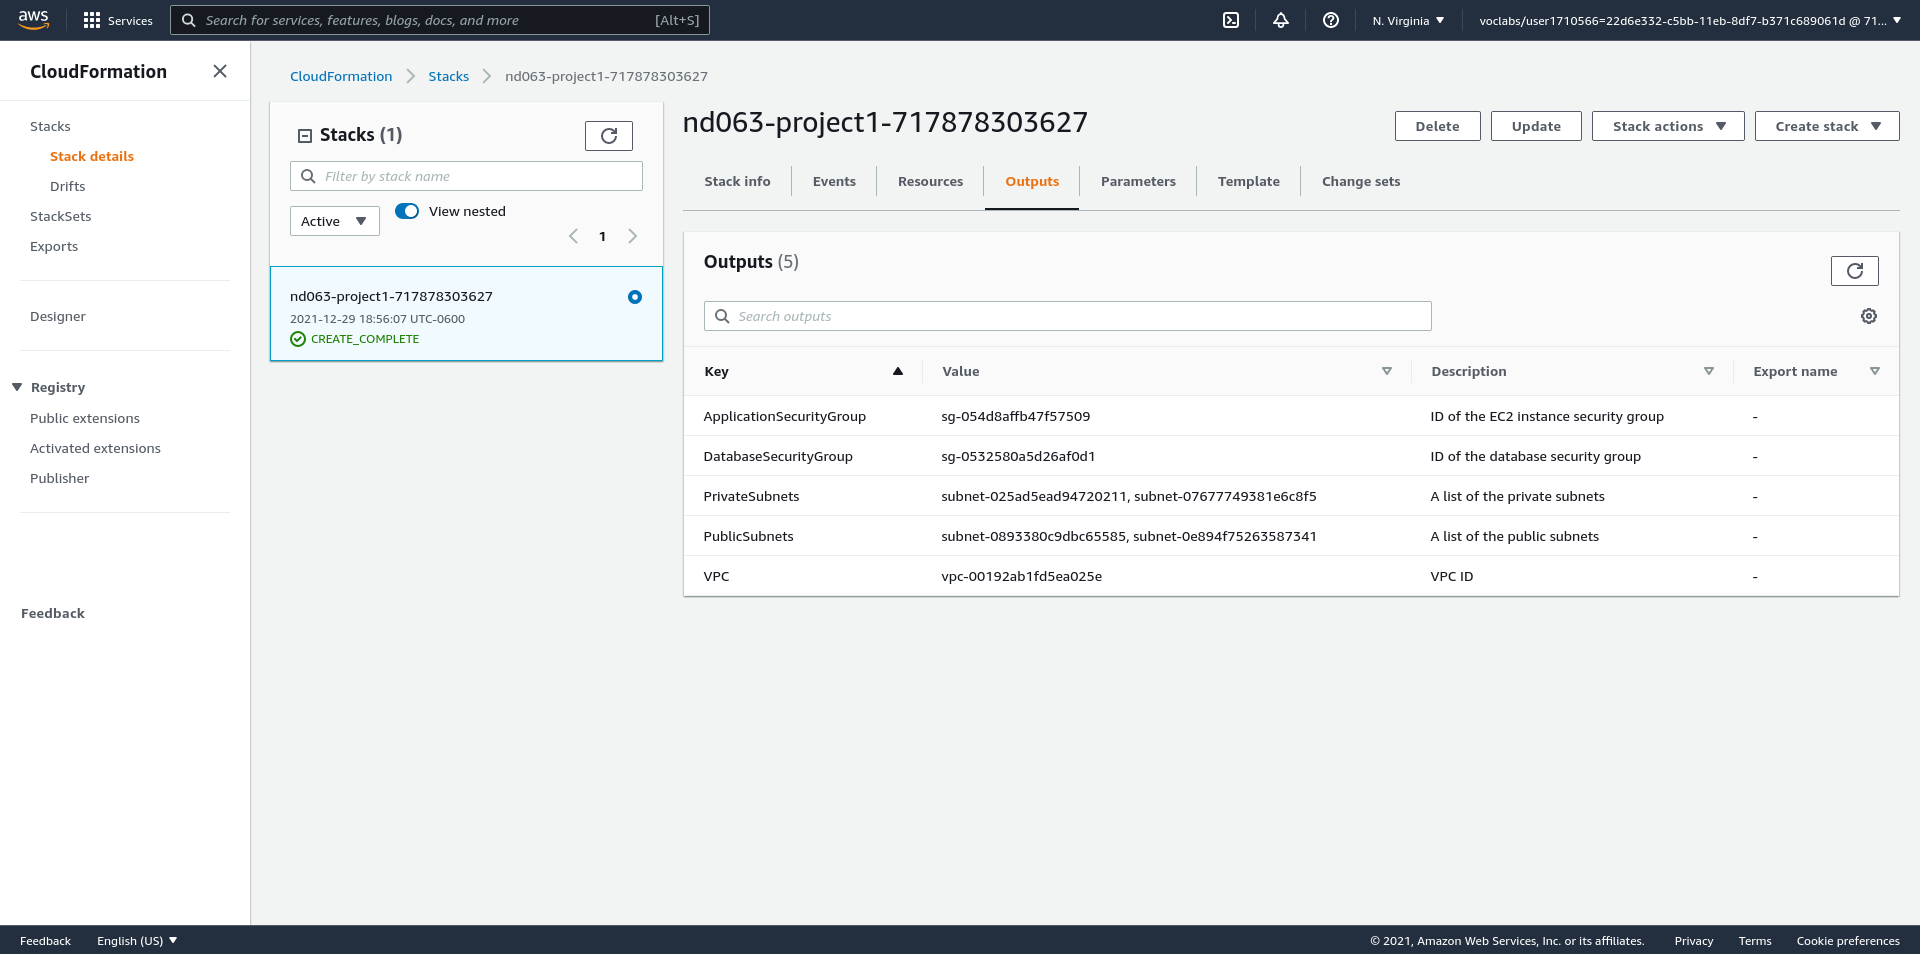 aws
Services
Search for services, features, blogs, docs, and more [Alt+S]
N. Virginia
voclabs/user1710566=22d6e332-c5bb-11eb-8df7-b371c689061d @ 71...
CloudFormation
Stacks
Stack details
Drifts
StackSets
Exports
Designer
Registry
Public extensions
Activated extensions
Publisher
Feedback
CloudFormation Stacks nd063-project1-717878303627
Stacks (1)
Filter by stack name
Active
View nested
1
nd063-project1-717878303627
2021-12-29 18:56:07 UTC-0600
CREATE_COMPLETE
nd063-project1-717878303627
Delete Update Stack actions Create stack
Stack info Events Resources Outputs Parameters Template Change sets
Outputs (5)
Search outputs
Key Value Description Export name
ApplicationSecurityGroup sg-054d8affb47f57509 ID of the EC2 instance security group -
DatabaseSecurityGroup sg-0532580a5d26af0d1 ID of the database security group -
PrivateSubnets subnet-025ad5ead94720211, subnet-07677749381e6c8f5 A list of the private subnets -
PublicSubnets subnet-0893380c9dbc65585, subnet-0e894f75263587341 A list of the public subnets -
VPC vpc-00192ab1fd5ea025e VPC ID -
Feedback English (US)
© 2021, Amazon Web Services, Inc. or its affiliates. Privacy Terms Cookie preferences